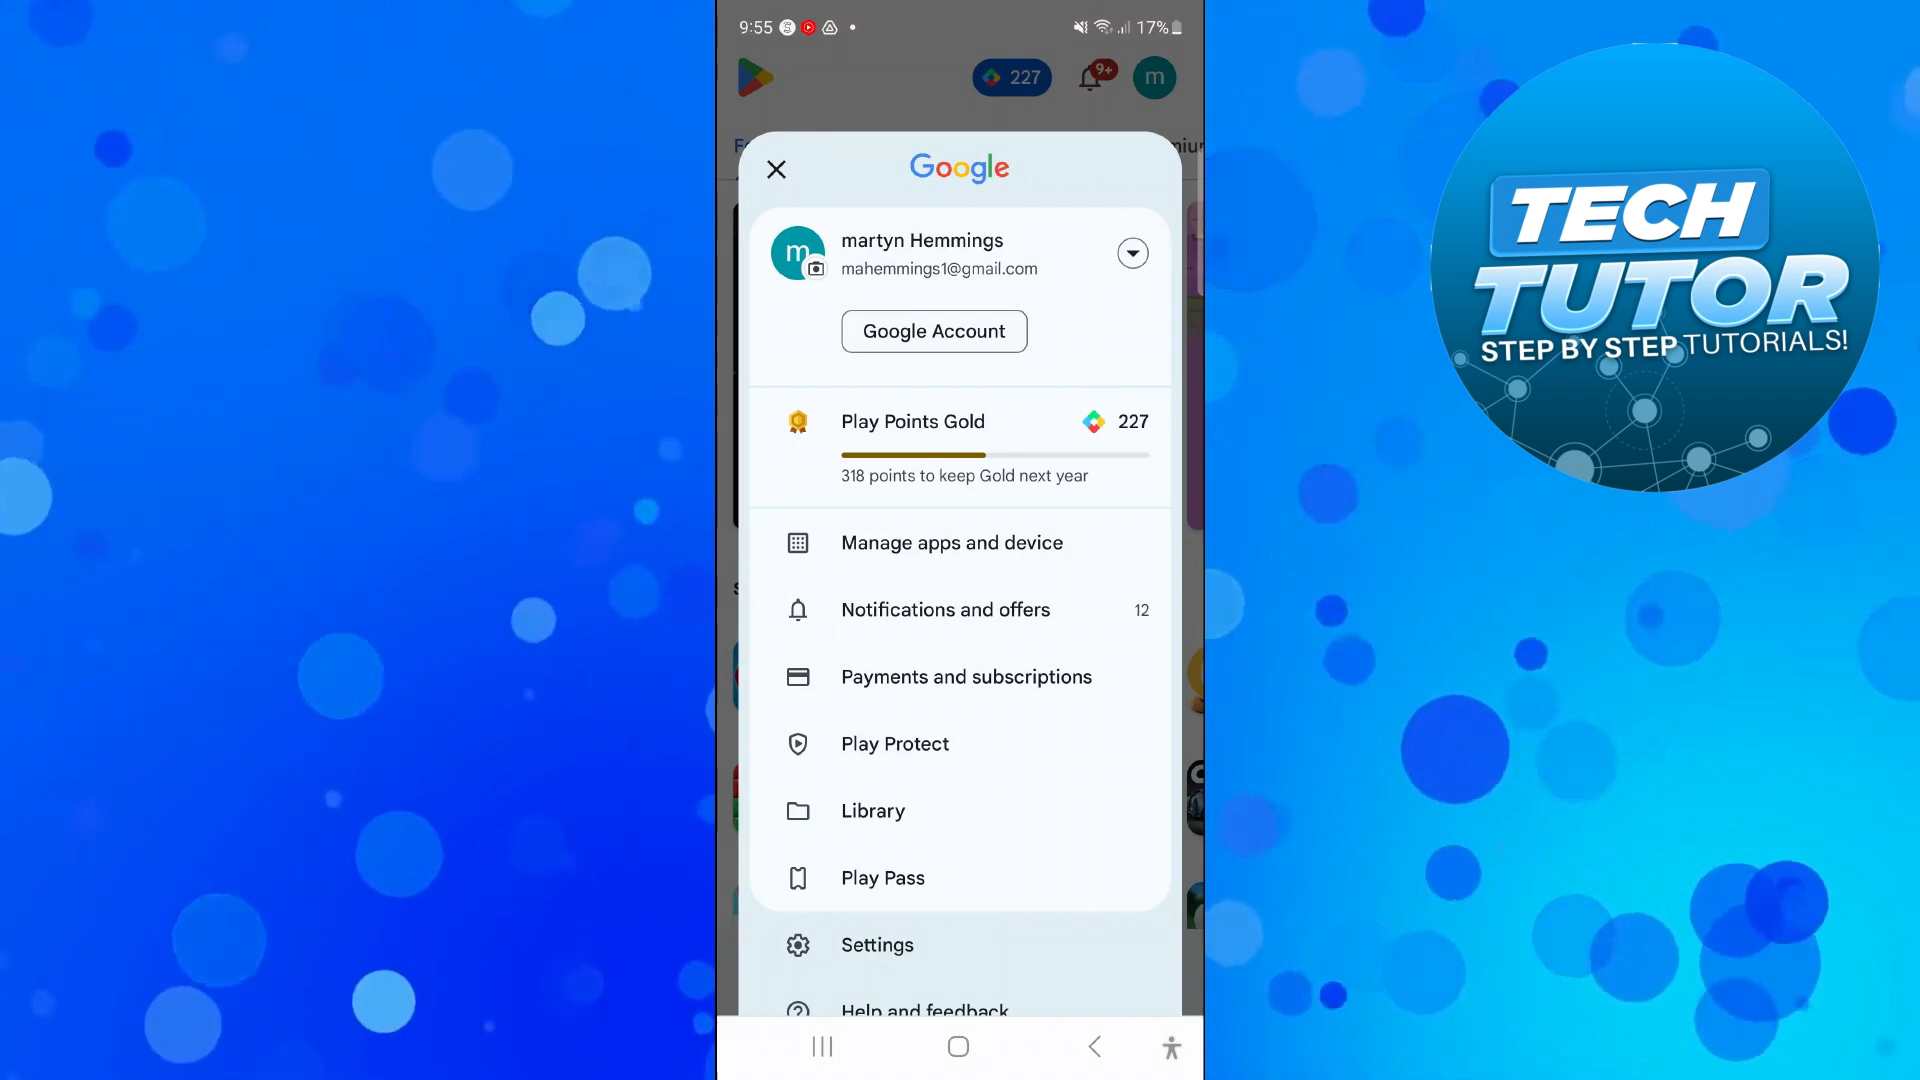 9:55
17%
227
9+
m
Google
m
martyn Hemmings
mahemmings1@gmail.com
Google Account
Play Points Gold
227
318 points to keep Gold next year
Manage apps and device
Notifications and offers
12
Payments and subscriptions
Play Protect
Library
Play Pass
Settings
Help and feedback
TECH
TUTOR
STEP BY STEP TUTORIALS!